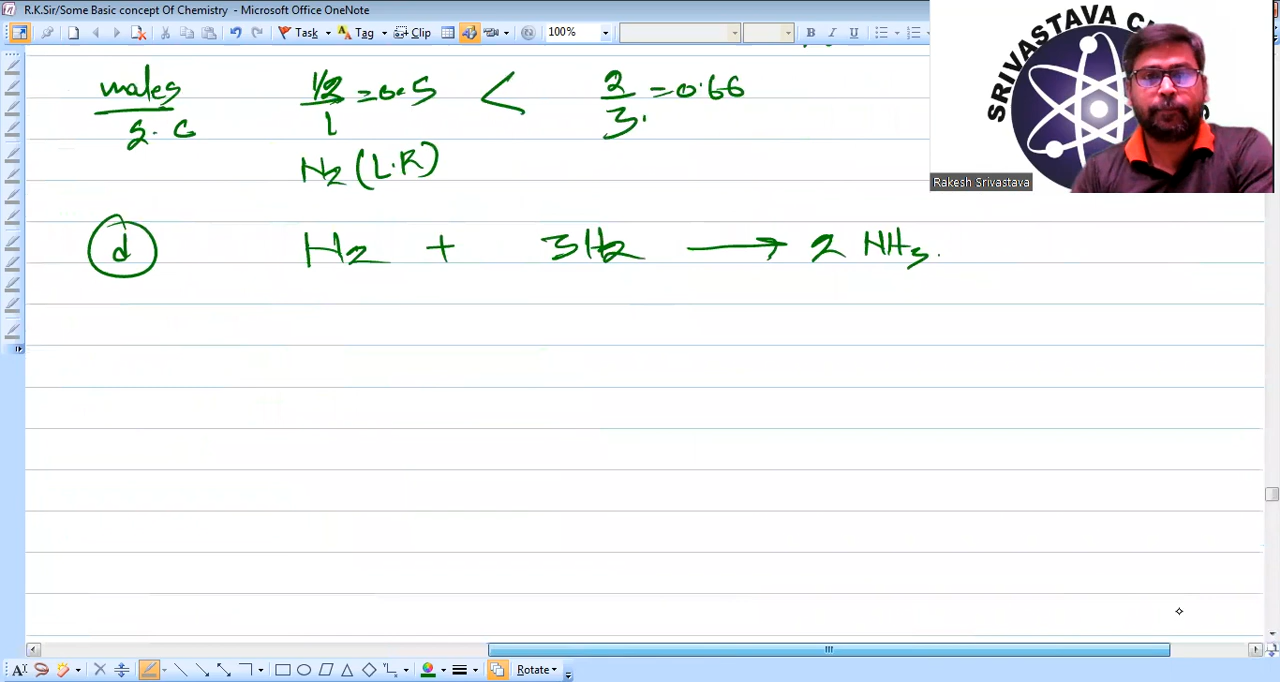 R.K.Sir/Some Basic concept Of Chemistry - Microsoft Office OneNote
Task Tag Clip 100% B I U
SRIVASTAVA C
Rakesh Srivastava
moles 1/2 =0.5 < 2 =0.66
S.C 1 3.
N2 (L.R)
d N2 + 3H2 → 2 NH3.
Rotate